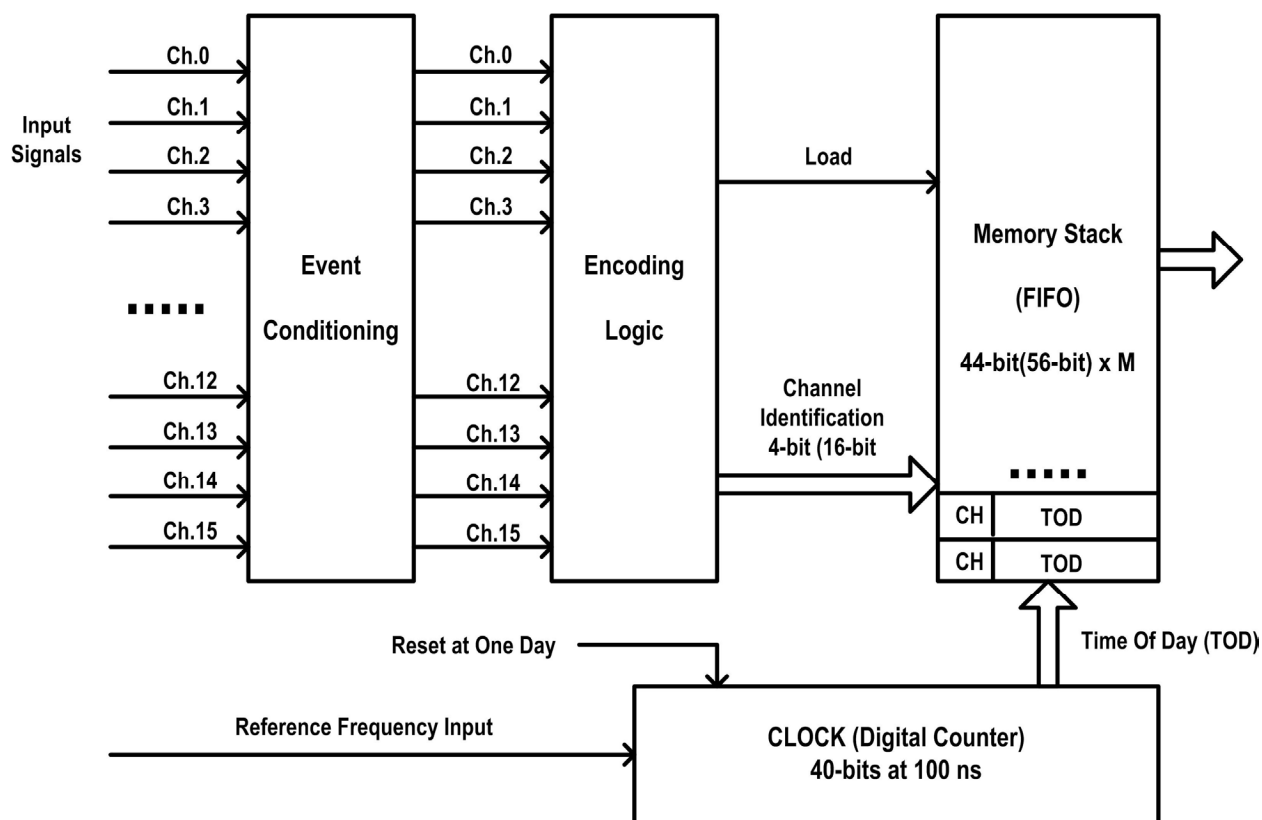 Input
Signals
Ch.0
Ch.1
Ch.2
Ch.3
.....
Ch.12
Ch.13
Ch.14
Ch.15
Event
Conditioning
Ch.0
Ch.1
Ch.2
Ch.3
Ch.12
Ch.13
Ch.14
Ch.15
Encoding
Logic
Load
Channel
Identification
4-bit (16-bit
Memory Stack
(FIFO)
44-bit(56-bit) x M
.....
CH TOD
CH TOD
Reset at One Day
Time Of Day (TOD)
Reference Frequency Input
CLOCK (Digital Counter)
40-bits at 100 ns